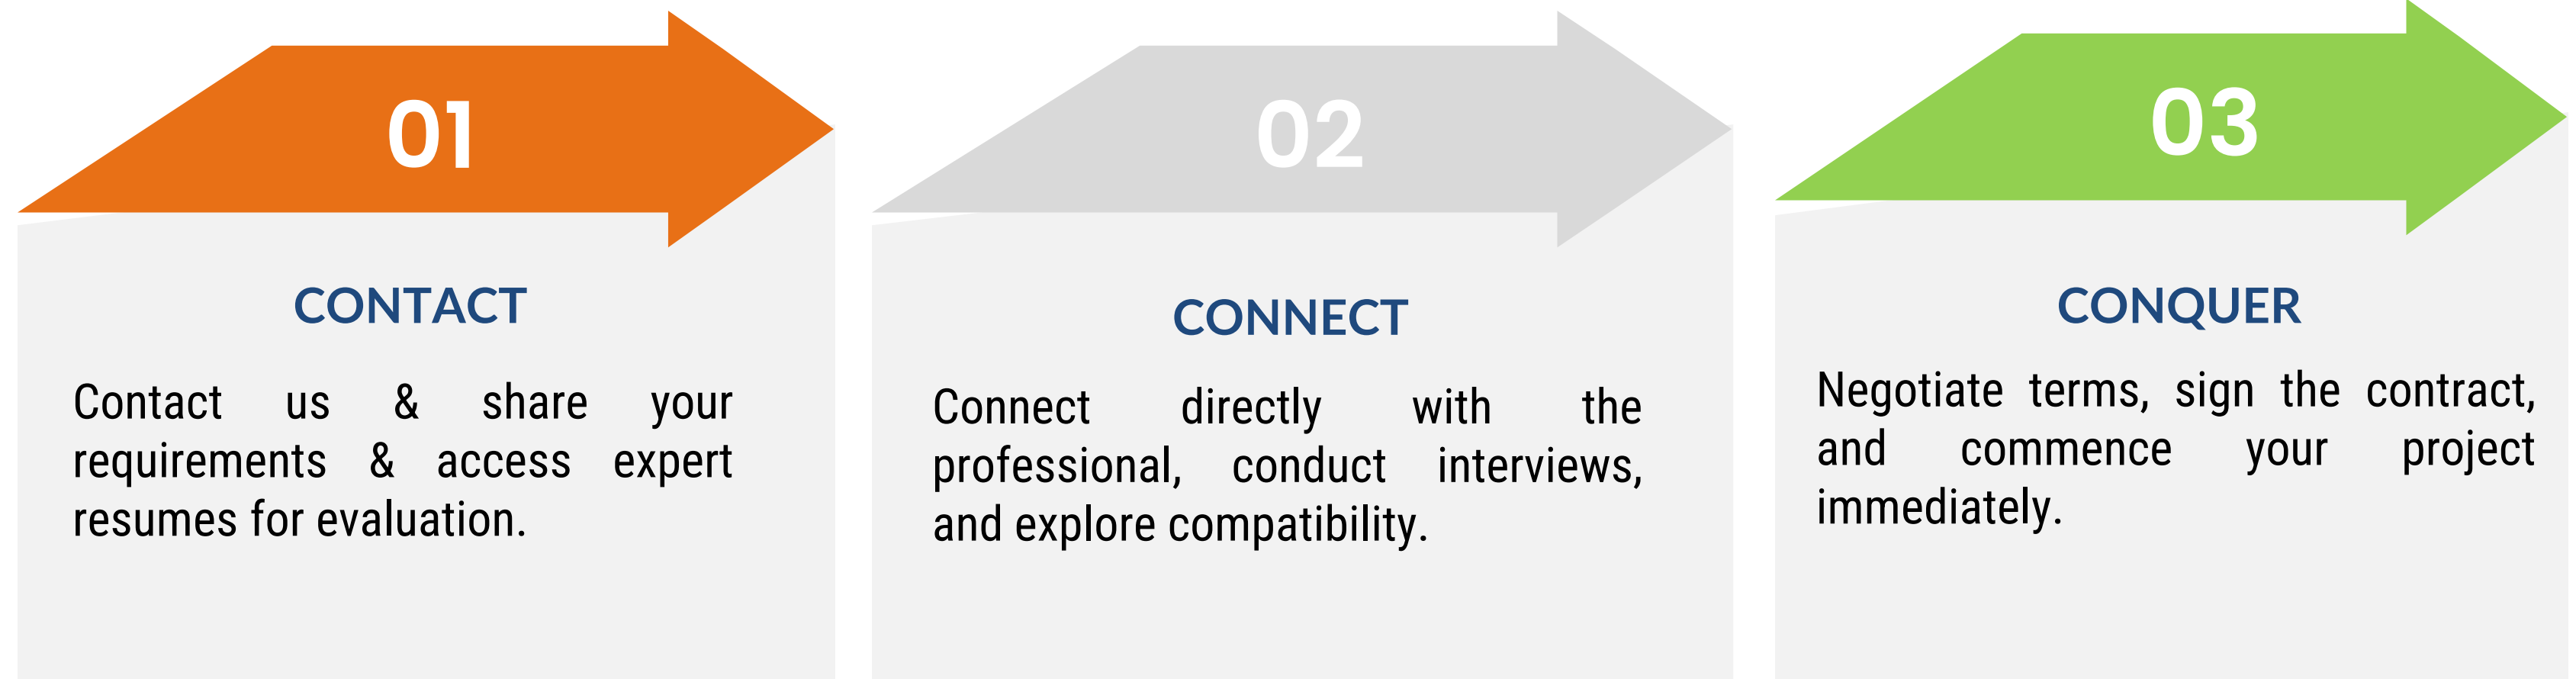 01
CONTACT
Contact us & share your
requirements & access expert
resumes for evaluation.
02
CONNECT
Connect directly with the
professional, conduct interviews,
and explore compatibility.
03
CONQUER
Negotiate terms, sign the contract,
and commence your project
immediately.